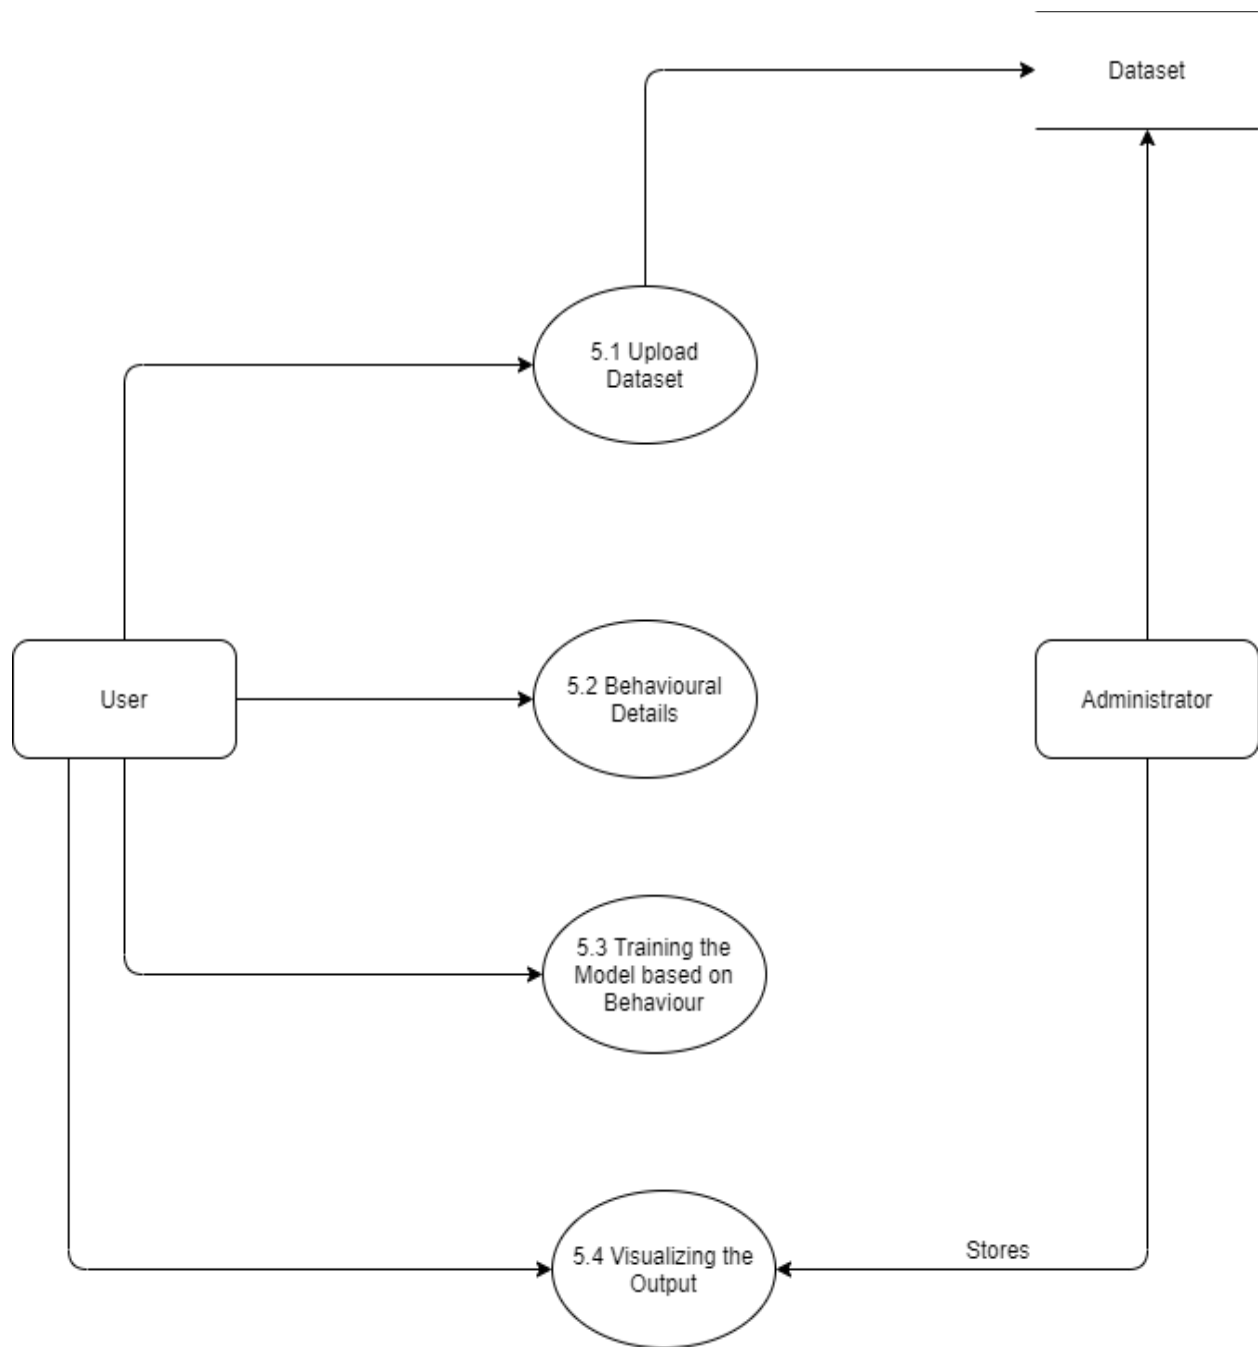 Dataset
5.1 Upload
Dataset
User
5.2 Behavioural
Details
Administrator
5.3 Training the
Model based on
Behaviour
Stores
5.4 Visualizing the
Output